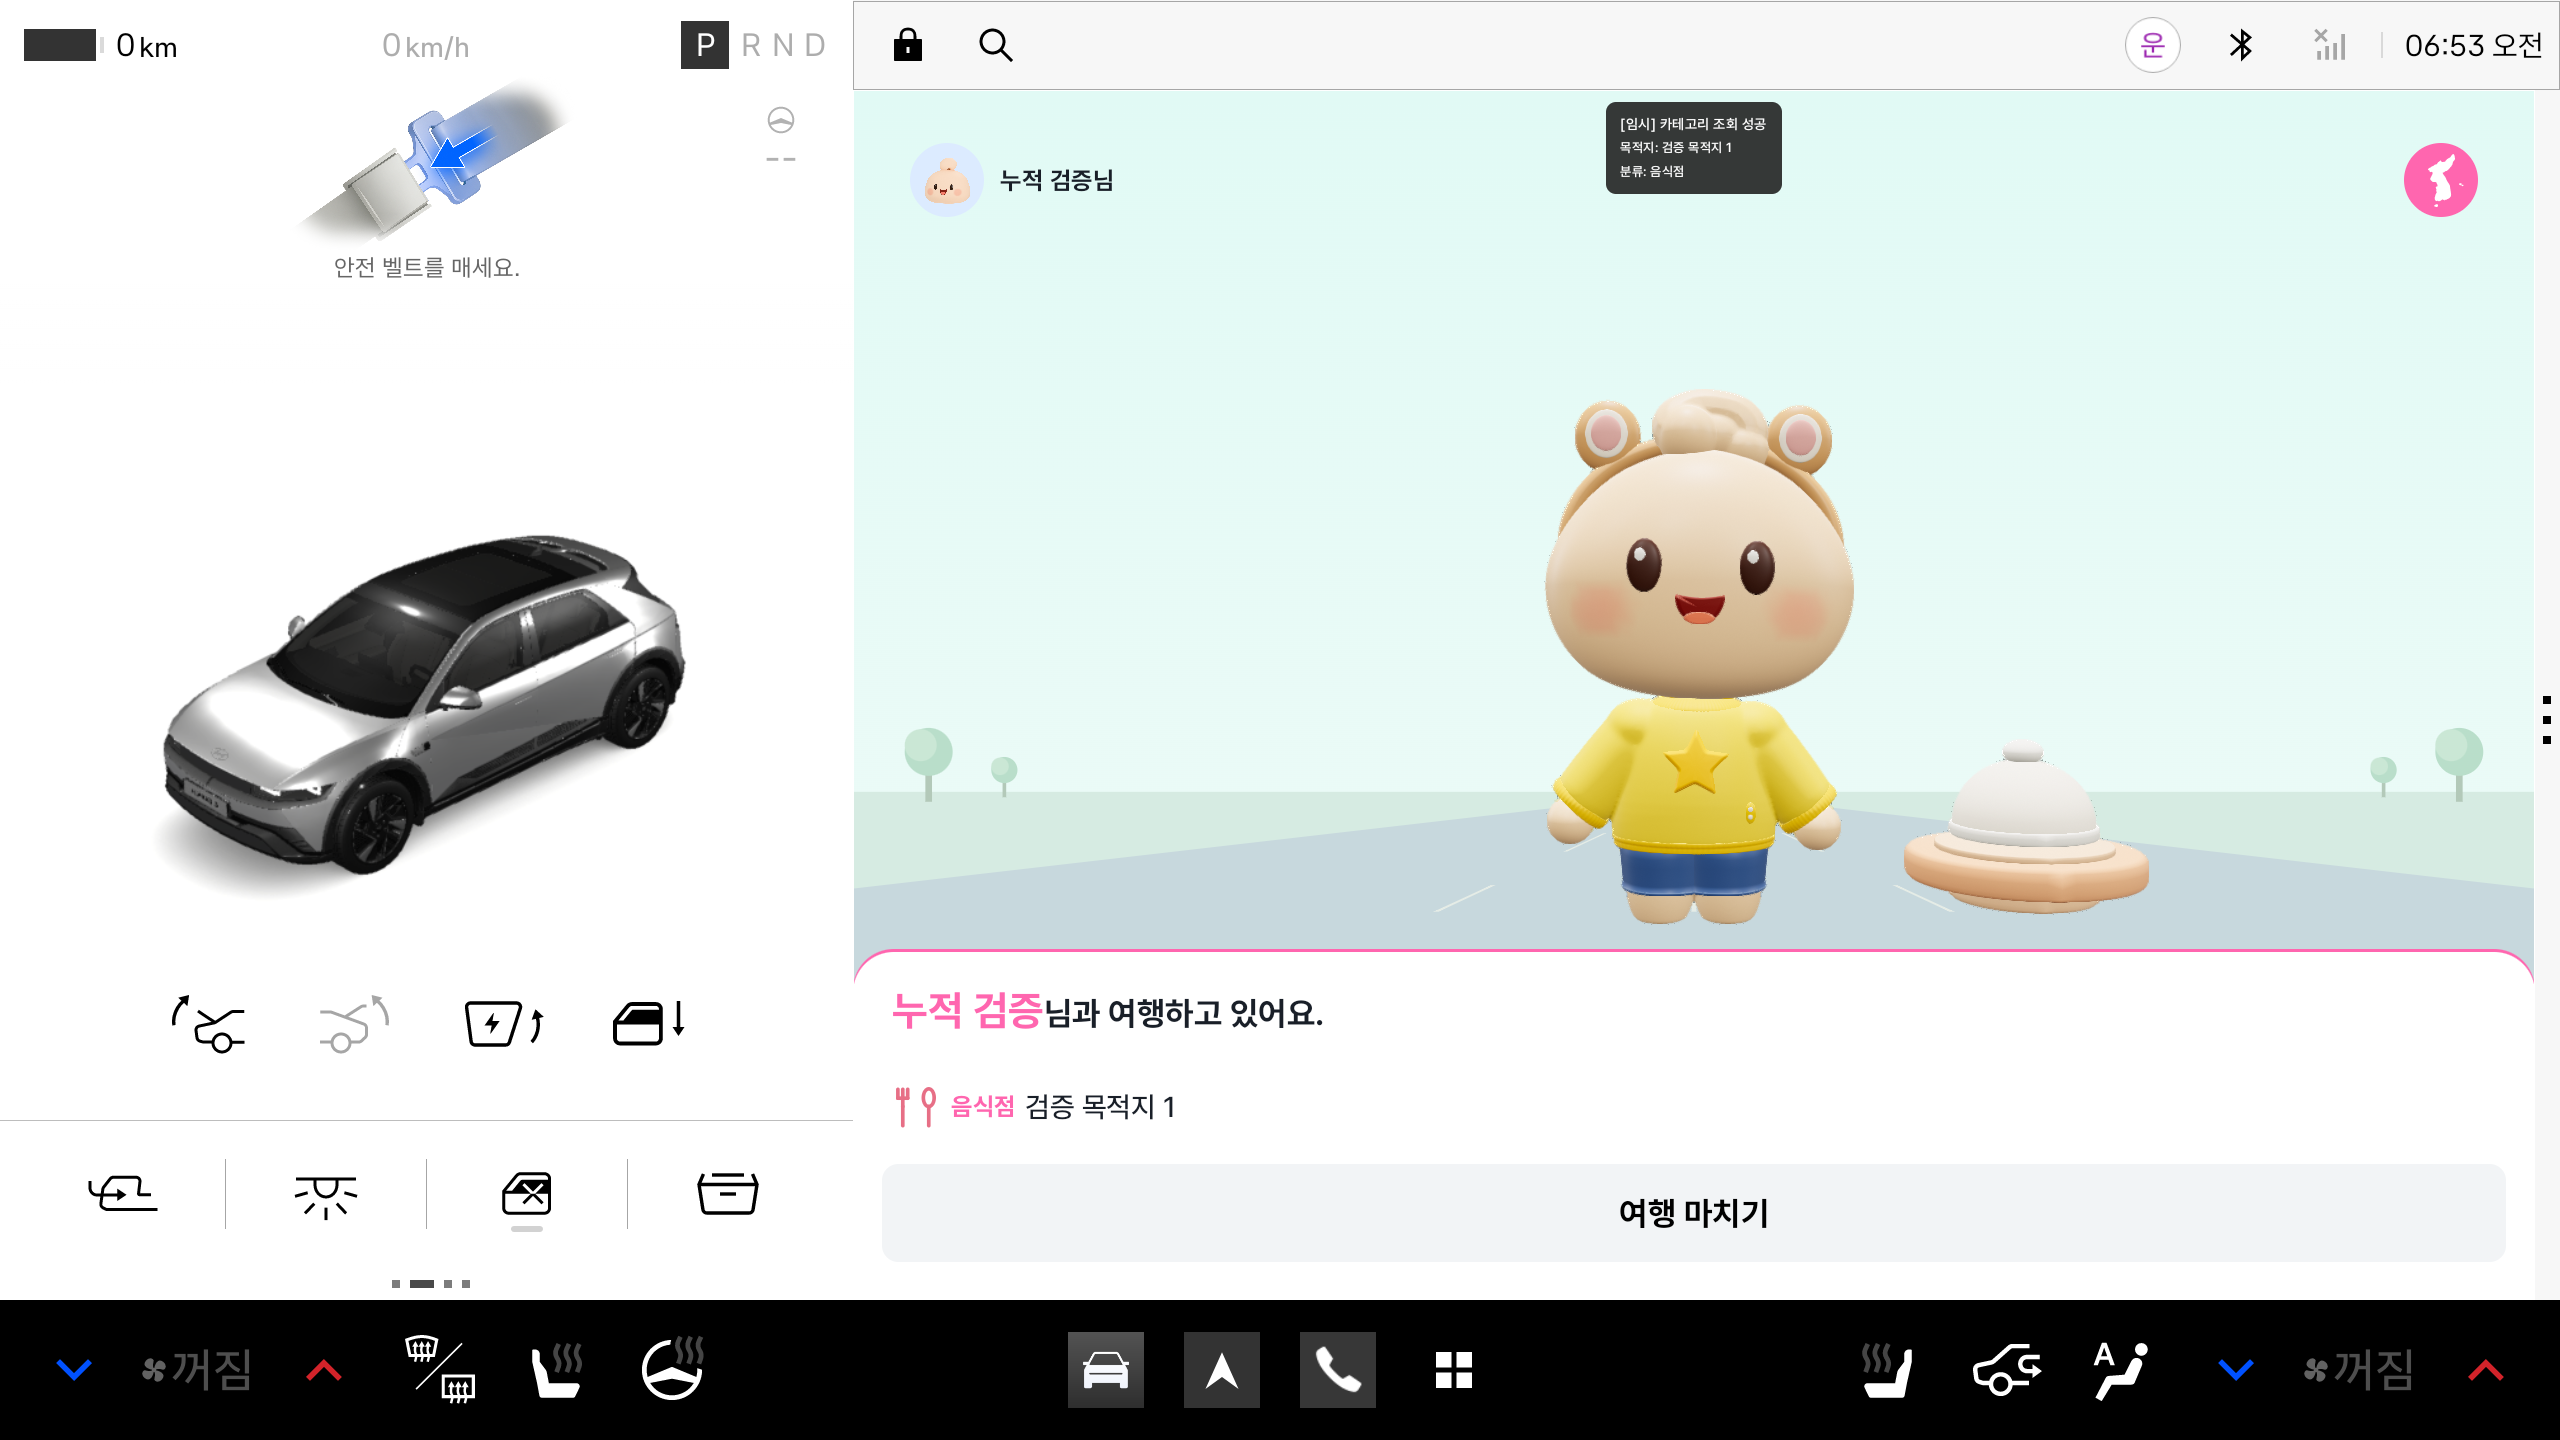 0 km
0 km/h
P R N D
운
06:53 오전
안전 벨트를 매세요.
누적 검증님
[임시] 카테고리 조회 성공
목적지: 검증 목적지 1
분류: 음식점
누적 검증님과 여행하고 있어요.
음식점 검증 목적지 1
여행 마치기
꺼짐
A
꺼짐